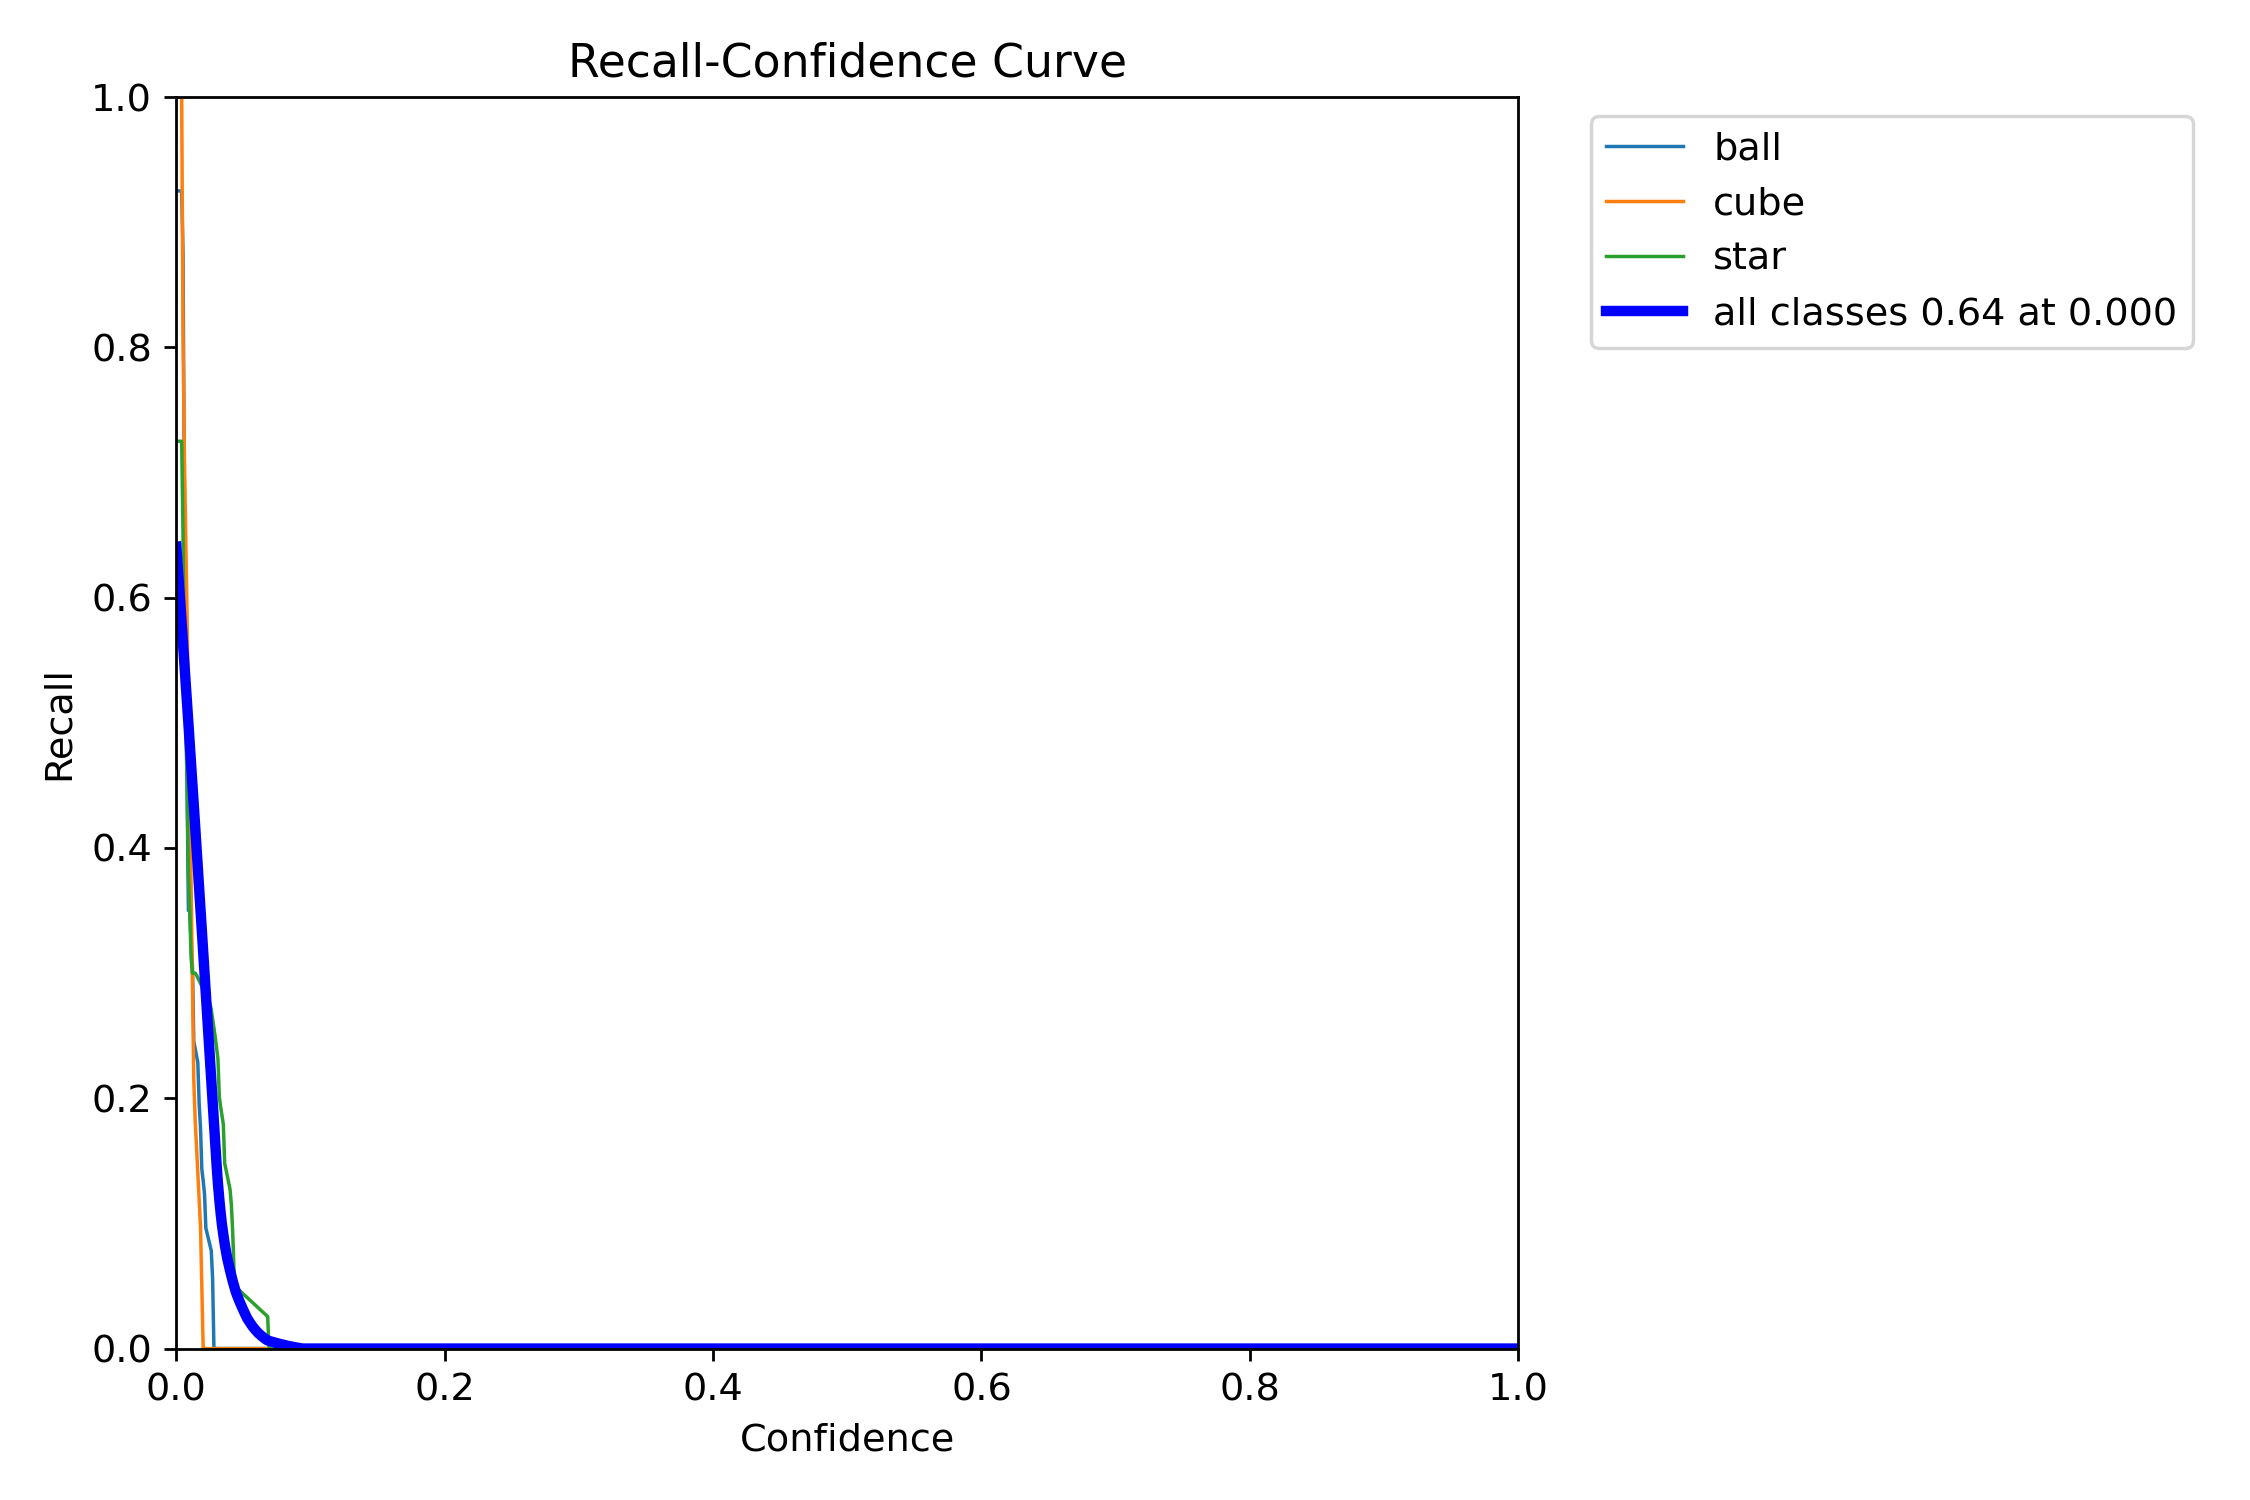 Recall-Confidence Curve
1.0
0.8
0.6
0.4
0.2
0.0
Recall
0.0 0.2 0.4 0.6 0.8 1.0
Confidence
ball
cube
star
all classes 0.64 at 0.000